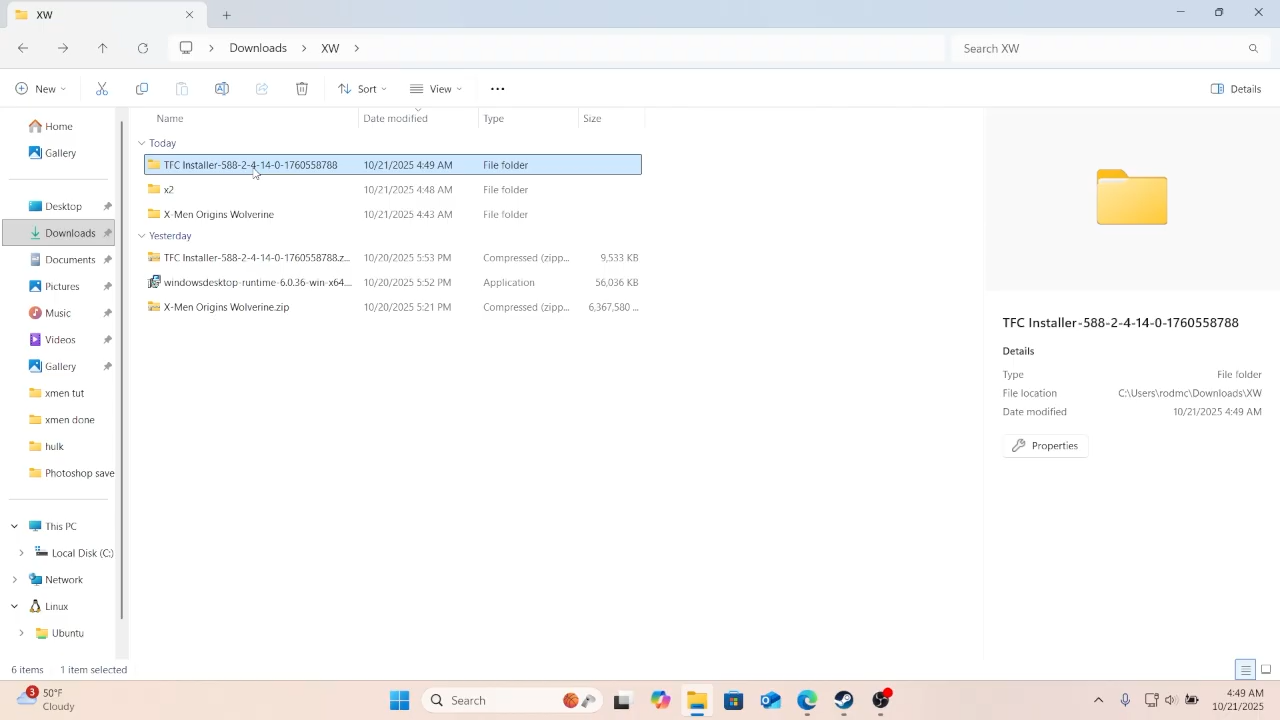 XW
Downloads
XW
Search XW
New
Sort
View
Details
Name
Date modified
Type
Size
Today
TFC Installer-588-2-4-14-0-1760558788
10/21/2025 4:49 AM
File folder
x2
10/21/2025 4:48 AM
File folder
X-Men Origins Wolverine
10/21/2025 4:43 AM
File folder
Yesterday
TFC Installer-588-2-4-14-0-1760558788.z...
10/20/2025 5:53 PM
Compressed (zipp...
9,533 KB
windowsdesktop-runtime-6.0.36-win-x64...
10/20/2025 5:52 PM
Application
56,036 KB
X-Men Origins Wolverine.zip
10/20/2025 5:21 PM
Compressed (zipp...
6,367,580 ...
Home
Gallery
Desktop
Downloads
Documents
Pictures
Music
Videos
Gallery
xmen tut
xmen done
hulk
Photoshop save
This PC
Local Disk (C:)
Network
Linux
Ubuntu
TFC Installer-588-2-4-14-0-1760558788
Details
Type
File folder
File location
C:\Users\rodmc\Downloads\XW
Date modified
10/21/2025 4:49 AM
Properties
6 items
1 item selected
3
50°F
Cloudy
Search
4:49 AM
10/21/2025